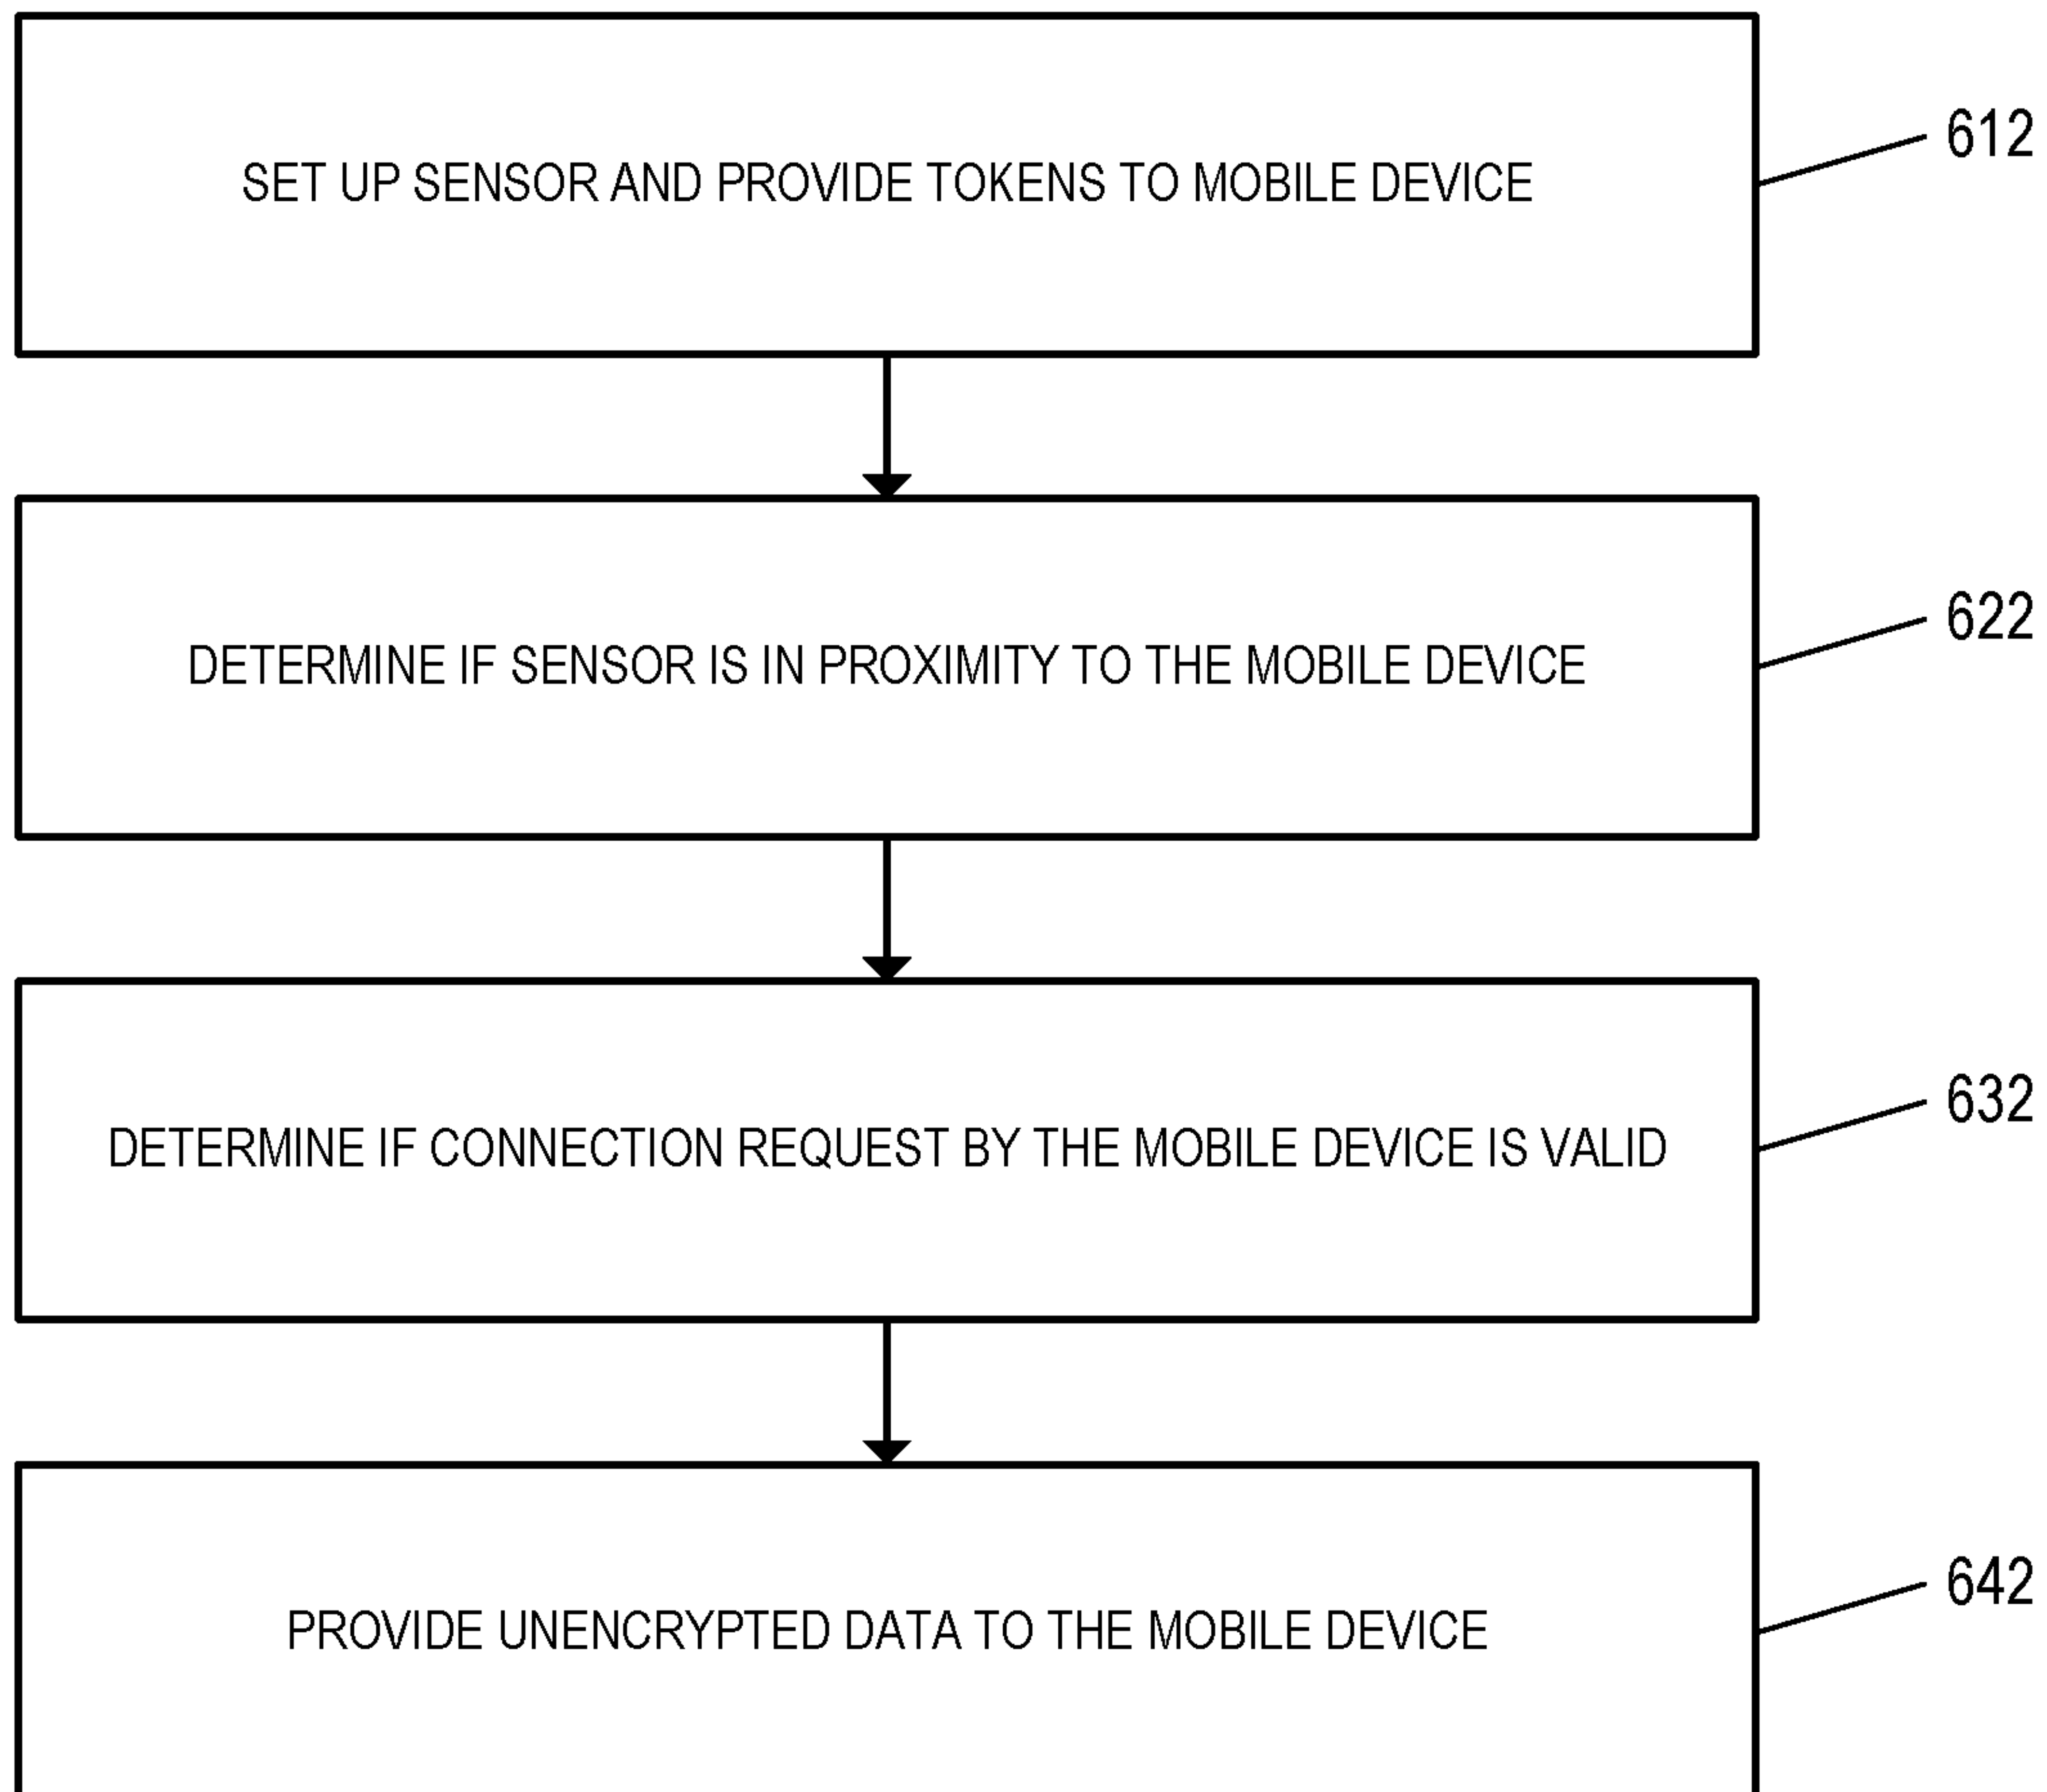 SET UP SENSOR AND PROVIDE TOKENS TO MOBILE DEVICE
612
DETERMINE IF SENSOR IS IN PROXIMITY TO THE MOBILE DEVICE
622
DETERMINE IF CONNECTION REQUEST BY THE MOBILE DEVICE IS VALID
632
PROVIDE UNENCRYPTED DATA TO THE MOBILE DEVICE
642